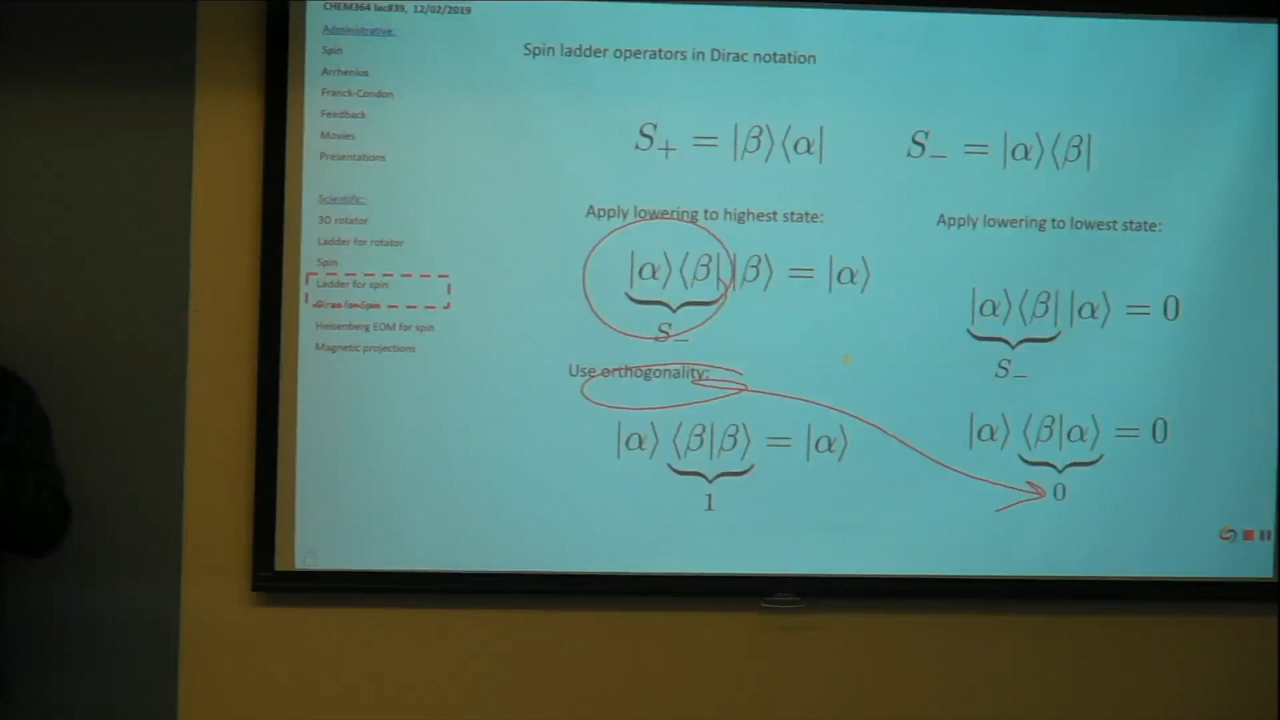 CHEM364 lec#39, 12/02/2019
Administrative:
Spin
Arrhenius
Franck-Condon
Feedback
Movies
Presentations
Scientific:
3D rotator
Ladder for rotator
Spin
Ladder for spin
Dirac for Spin
Heisenberg EOM for spin
Magnetic projections
Spin ladder operators in Dirac notation
S₊ = |β⟩⟨α|
S₋ = |α⟩⟨β|
Apply lowering to highest state:
|α⟩⟨β| |β⟩ = |α⟩
S₋
Use orthogonality:
|α⟩ ⟨β|β⟩ = |α⟩
1
Apply lowering to lowest state:
|α⟩⟨β| |α⟩ = 0
S₋
|α⟩ ⟨β|α⟩ = 0
0